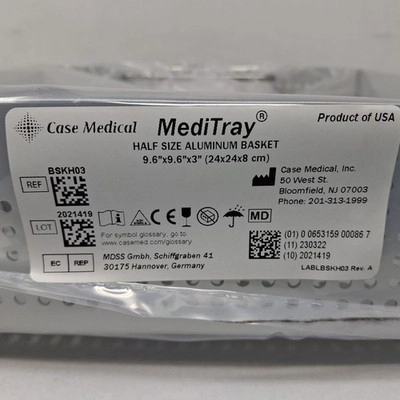 Case Medical
MediTray®
Product of USA
HALF SIZE ALUMINUM BASKET
9.6"x9.6"x3" (24x24x8 cm)
REF
BSKH03
LOT
2021419
Case Medical, Inc.
50 West St.
Bloomfield, NJ 07003
Phone: 201-313-1999
CE
MD
For symbol glossary, go to
www.casemed.com/glossary
EC REP
MDSS Gmbh, Schiffgraben 41
30175 Hannover, Germany
(01) 0 0653159 00086 7
(11) 230322
(10) 2021419
LABLBSKH03 Rev. A